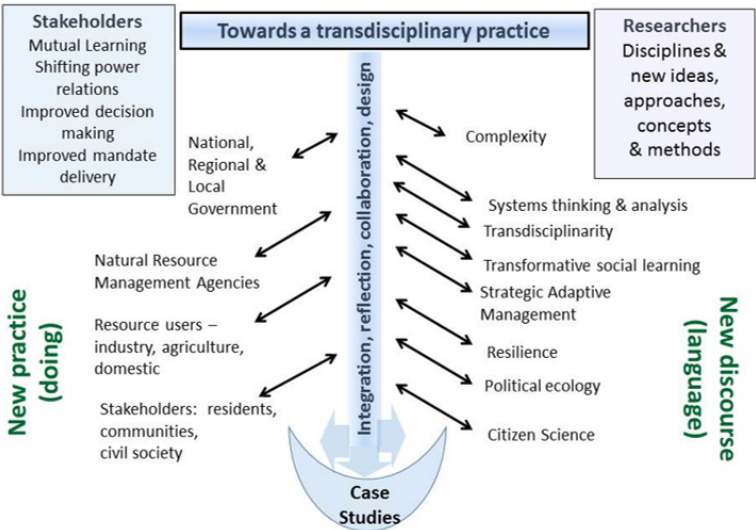 Stakeholders
Mutual Learning
Shifting power
relations
Improved decision
making
Improved mandate
delivery
Towards a transdisciplinary practice
Researchers
Disciplines &
new ideas,
approaches,
concepts
& methods
National,
Regional &
Local
Government
Natural Resource
Management Agencies
Resource users –
industry, agriculture,
domestic
Stakeholders: residents,
communities,
civil society
New practice
(doing)
Integration, reflection, collaboration, design
Complexity
Systems thinking & analysis
Transdisciplinarity
Transformative social learning
Strategic Adaptive
Management
Resilience
Political ecology
Citizen Science
New discourse
(language)
Case
Studies